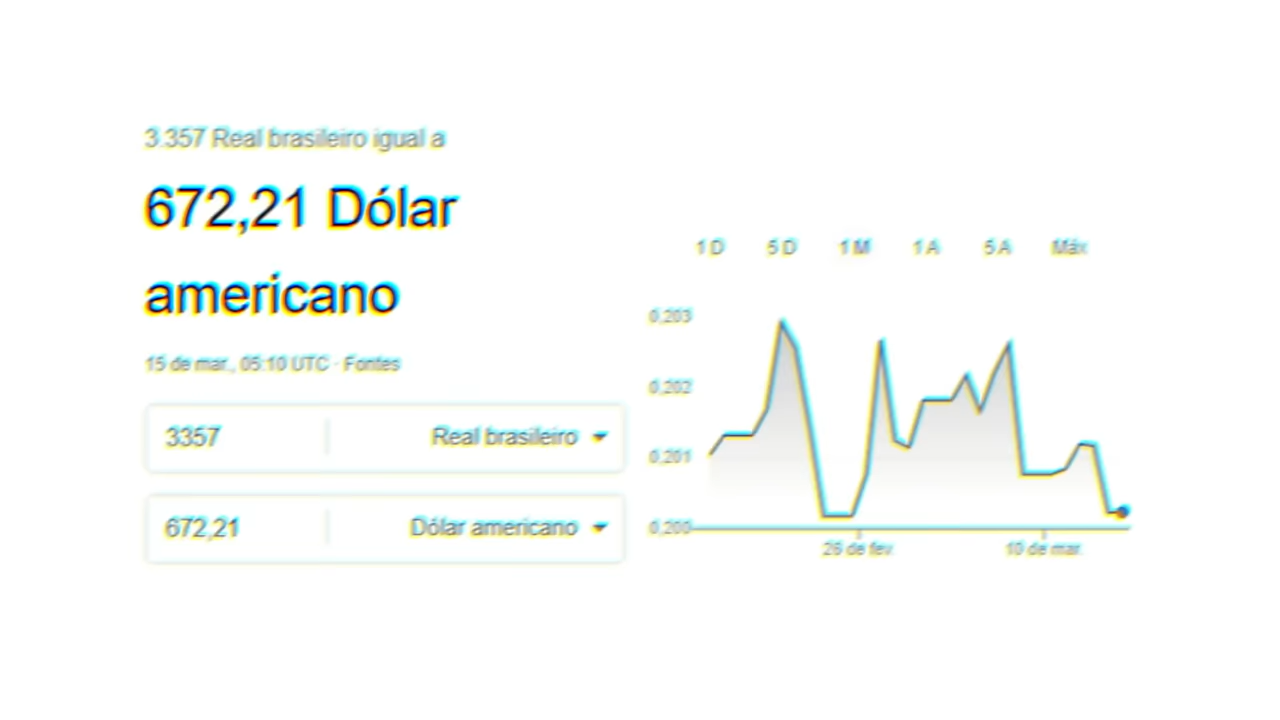 3.357 Real brasileiro igual a
672,21 Dólar
americano
15 de mar., 05:10 UTC · Fontes
3357 Real brasileiro
672,21 Dólar americano
1 D 5 D 1 M 1 A 5 A Máx
0,203
0,202
0,201
0,200
26 de fev. 10 de mar.